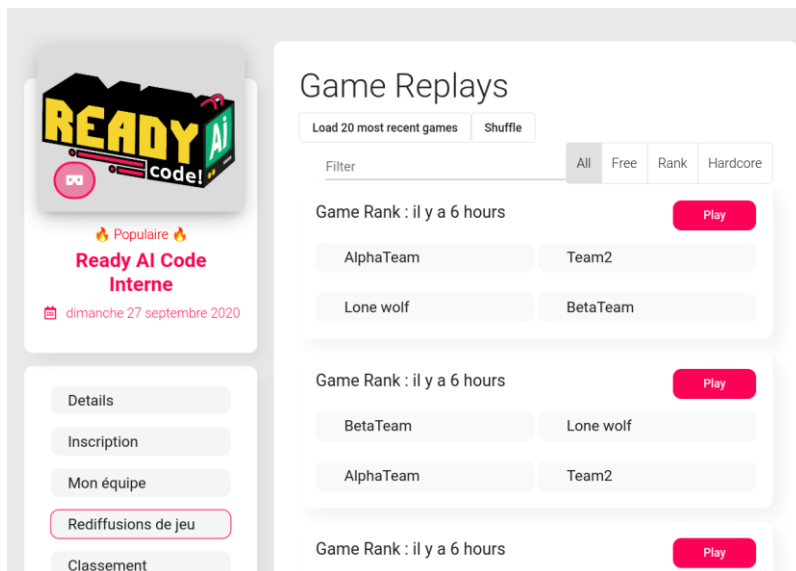 READY
Ai
code!
🔥 Populaire 🔥
Ready AI Code
Interne
dimanche 27 septembre 2020
Details
Inscription
Mon équipe
Rediffusions de jeu
Classement
Game Replays
Load 20 most recent games Shuffle
Filter All Free Rank Hardcore
Game Rank : il y a 6 hours Play
AlphaTeam Team2
Lone wolf BetaTeam
Game Rank : il y a 6 hours Play
BetaTeam Lone wolf
AlphaTeam Team2
Game Rank : il y a 6 hours Play